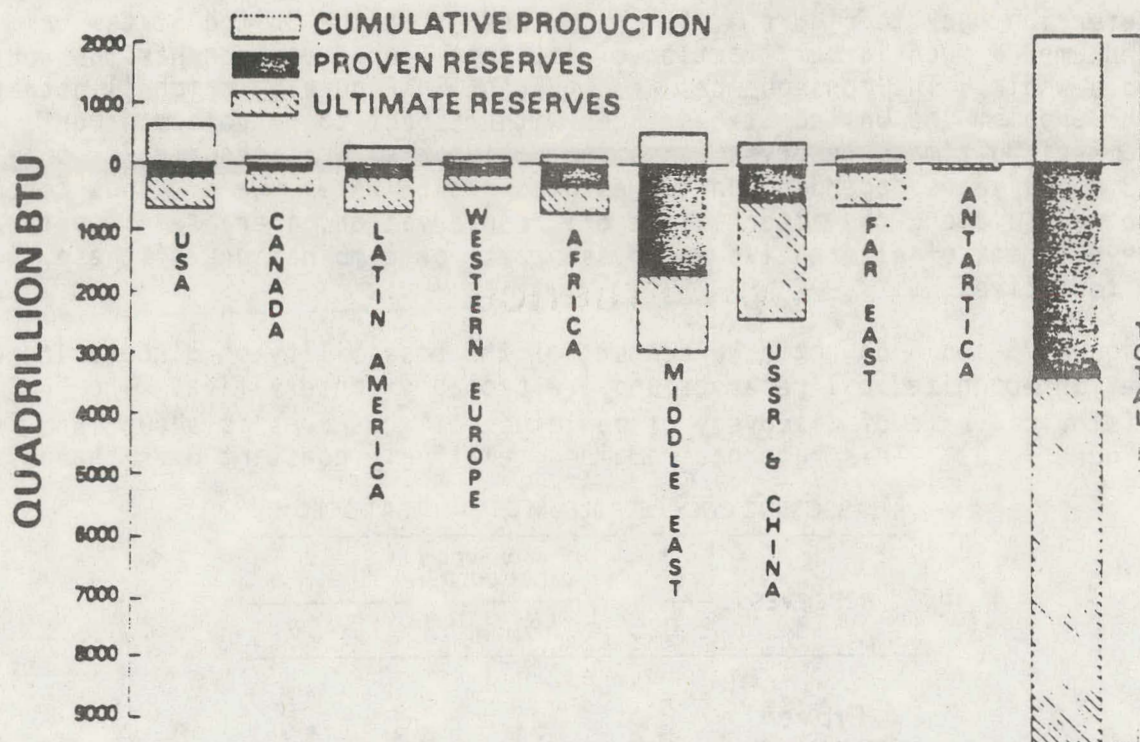 CUMULATIVE PRODUCTION
PROVEN RESERVES
ULTIMATE RESERVES
QUADRILLION BTU
2000
1000
0
1000
2000
3000
4000
5000
6000
7000
8000
9000
USA
CANADA
LATIN AMERICA
WESTERN EUROPE
AFRICA
MIDDLE EAST
USSR & CHINA
FAR EAST
ANTARTICA